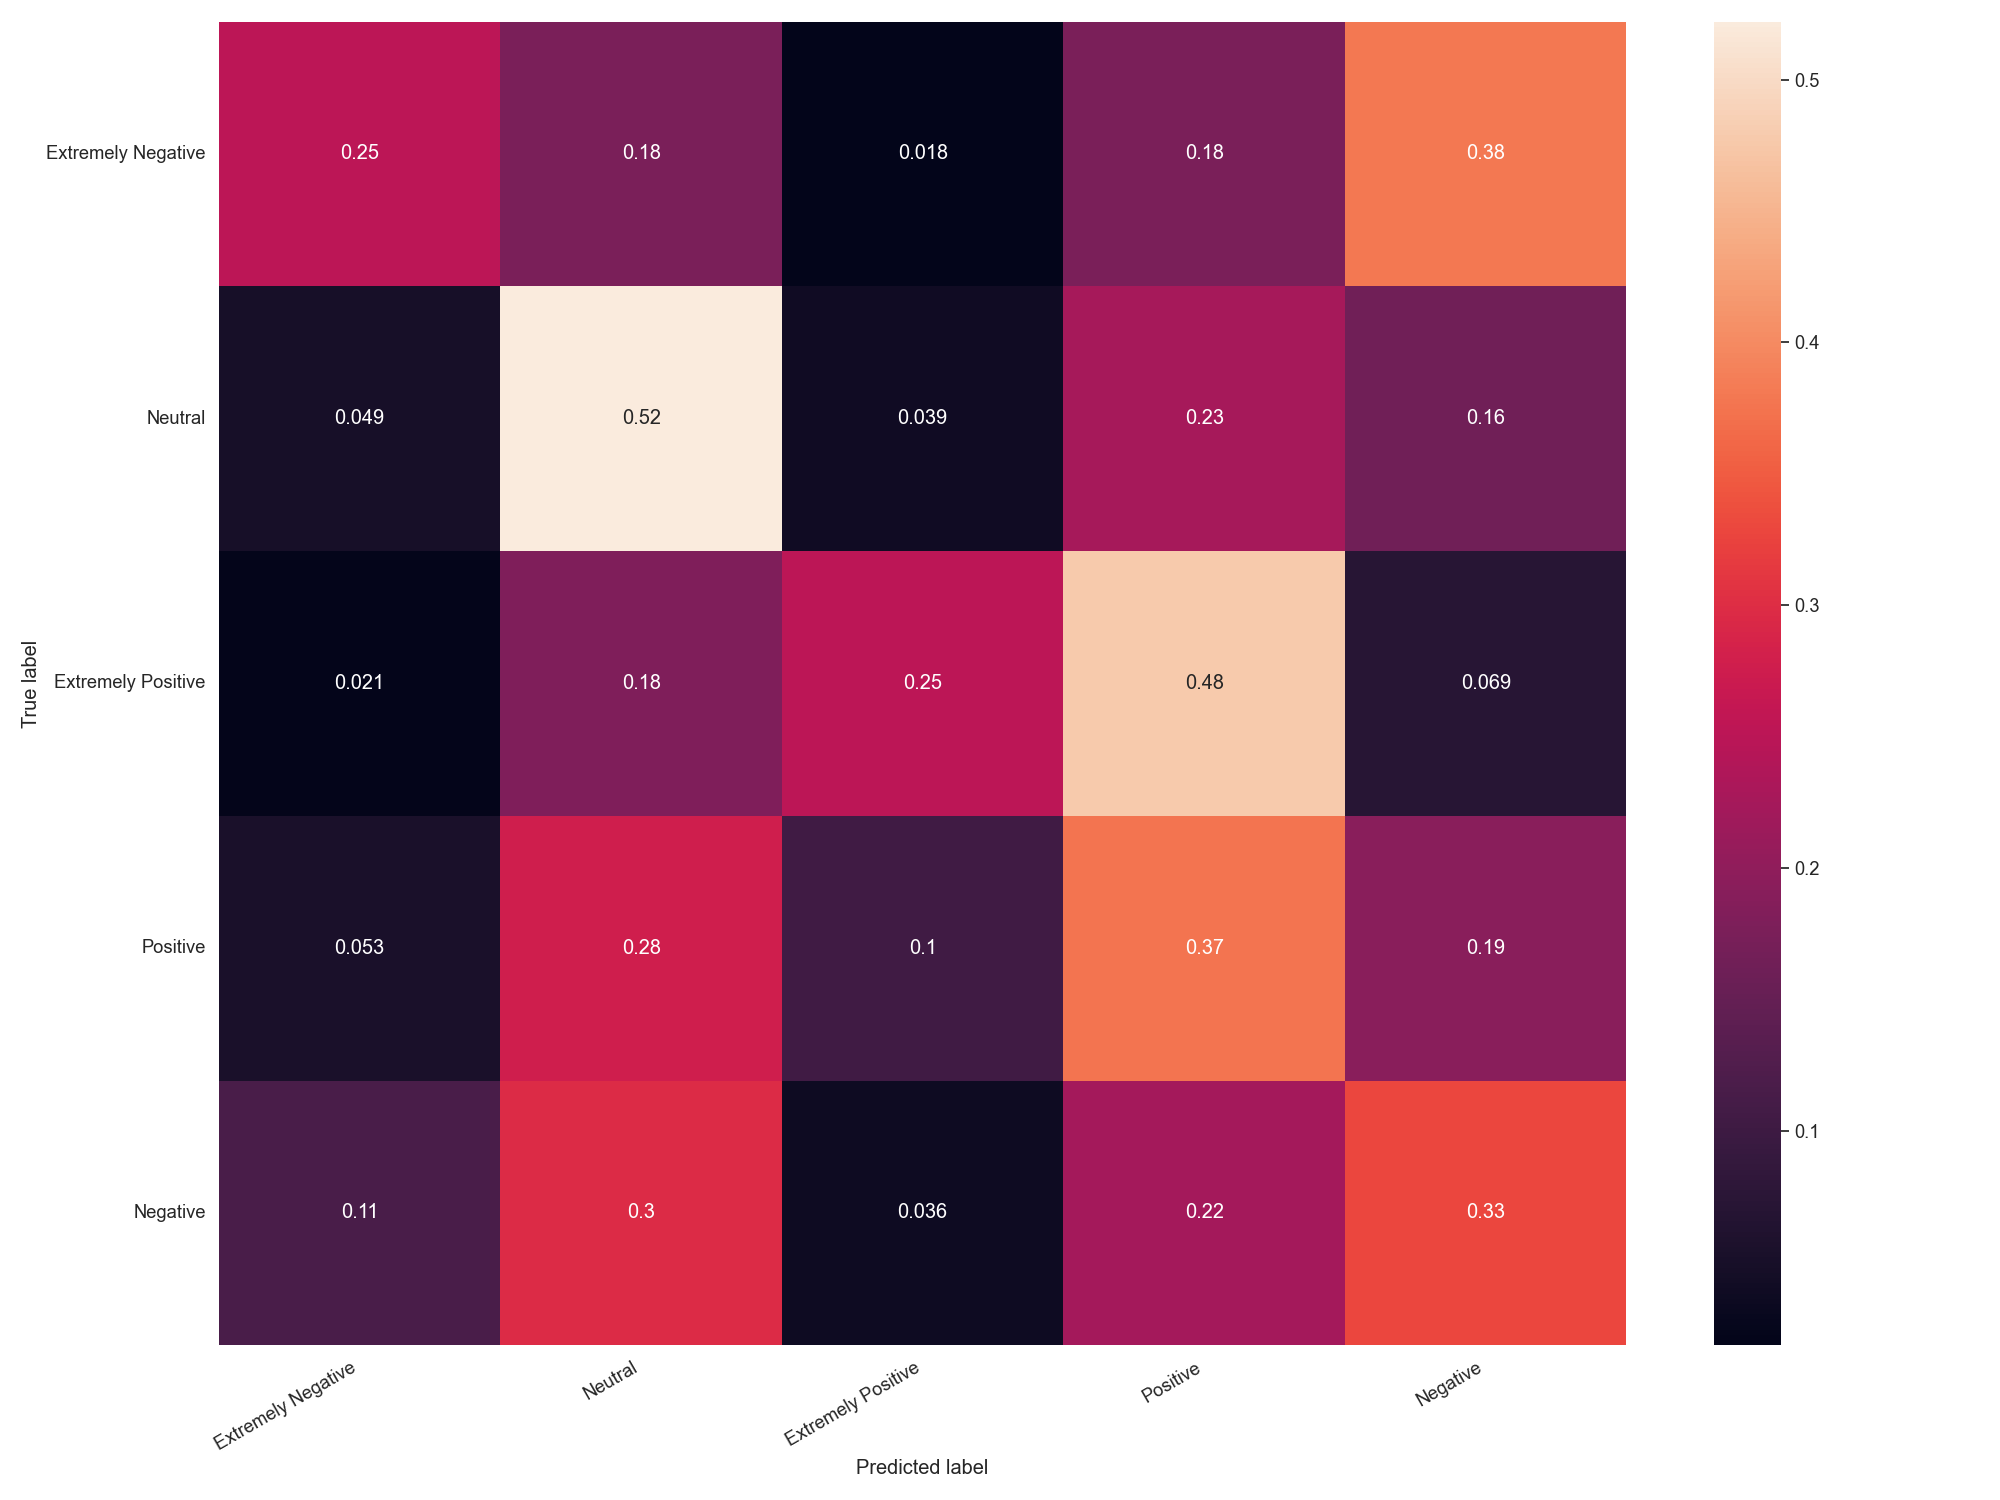 0.5
Extremely Negative 0.25 0.18 0.018 0.18 0.38
0.4
Neutral 0.049 0.52 0.039 0.23 0.16
0.3
True label
Extremely Positive 0.021 0.18 0.25 0.48 0.069
0.2
Positive 0.053 0.28 0.1 0.37 0.19
0.1
Negative 0.11 0.3 0.036 0.22 0.33
Extremely Negative Neutral Extremely Positive Positive Negative
Predicted label